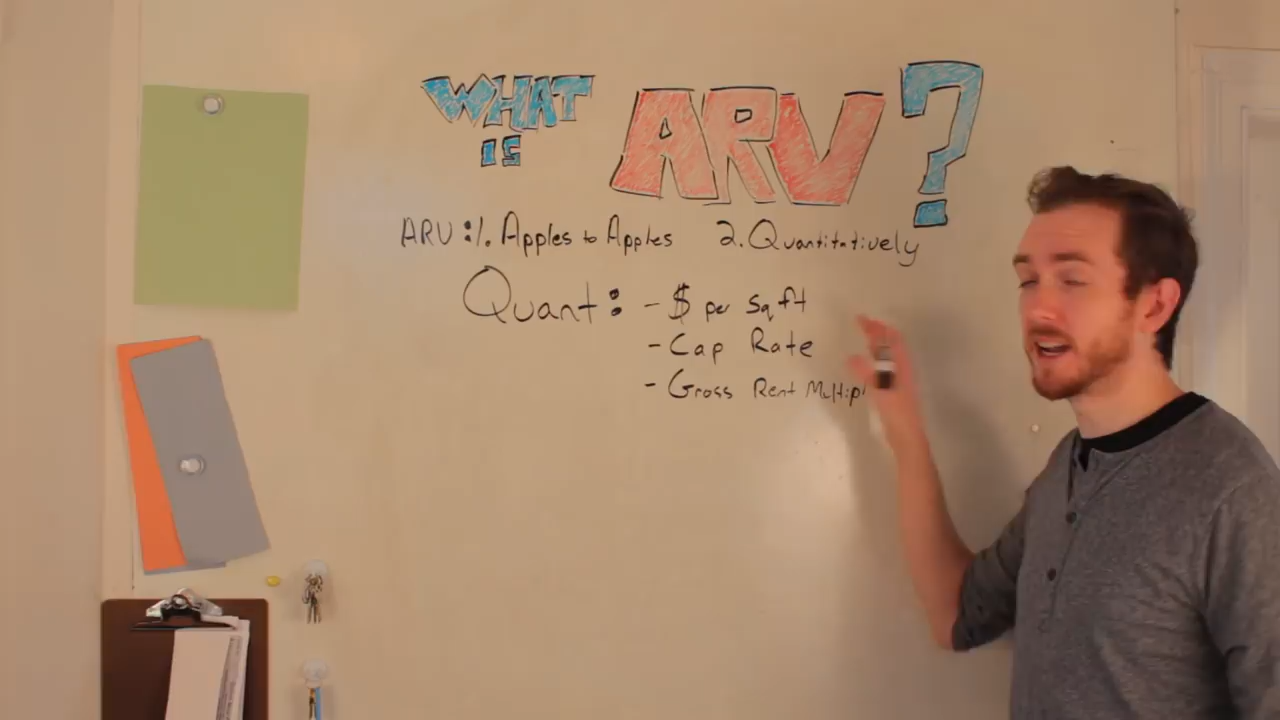 WHAT IS ARV?
ARV: 1. Apples to Apples 2. Quantitatively
Quant: - $ per Sqft
- Cap Rate
- Gross Rent